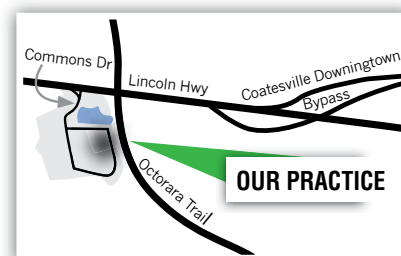 Commons Dr
Lincoln Hwy
Coatesville Downingtown
Bypass
Octorara Trail
OUR PRACTICE